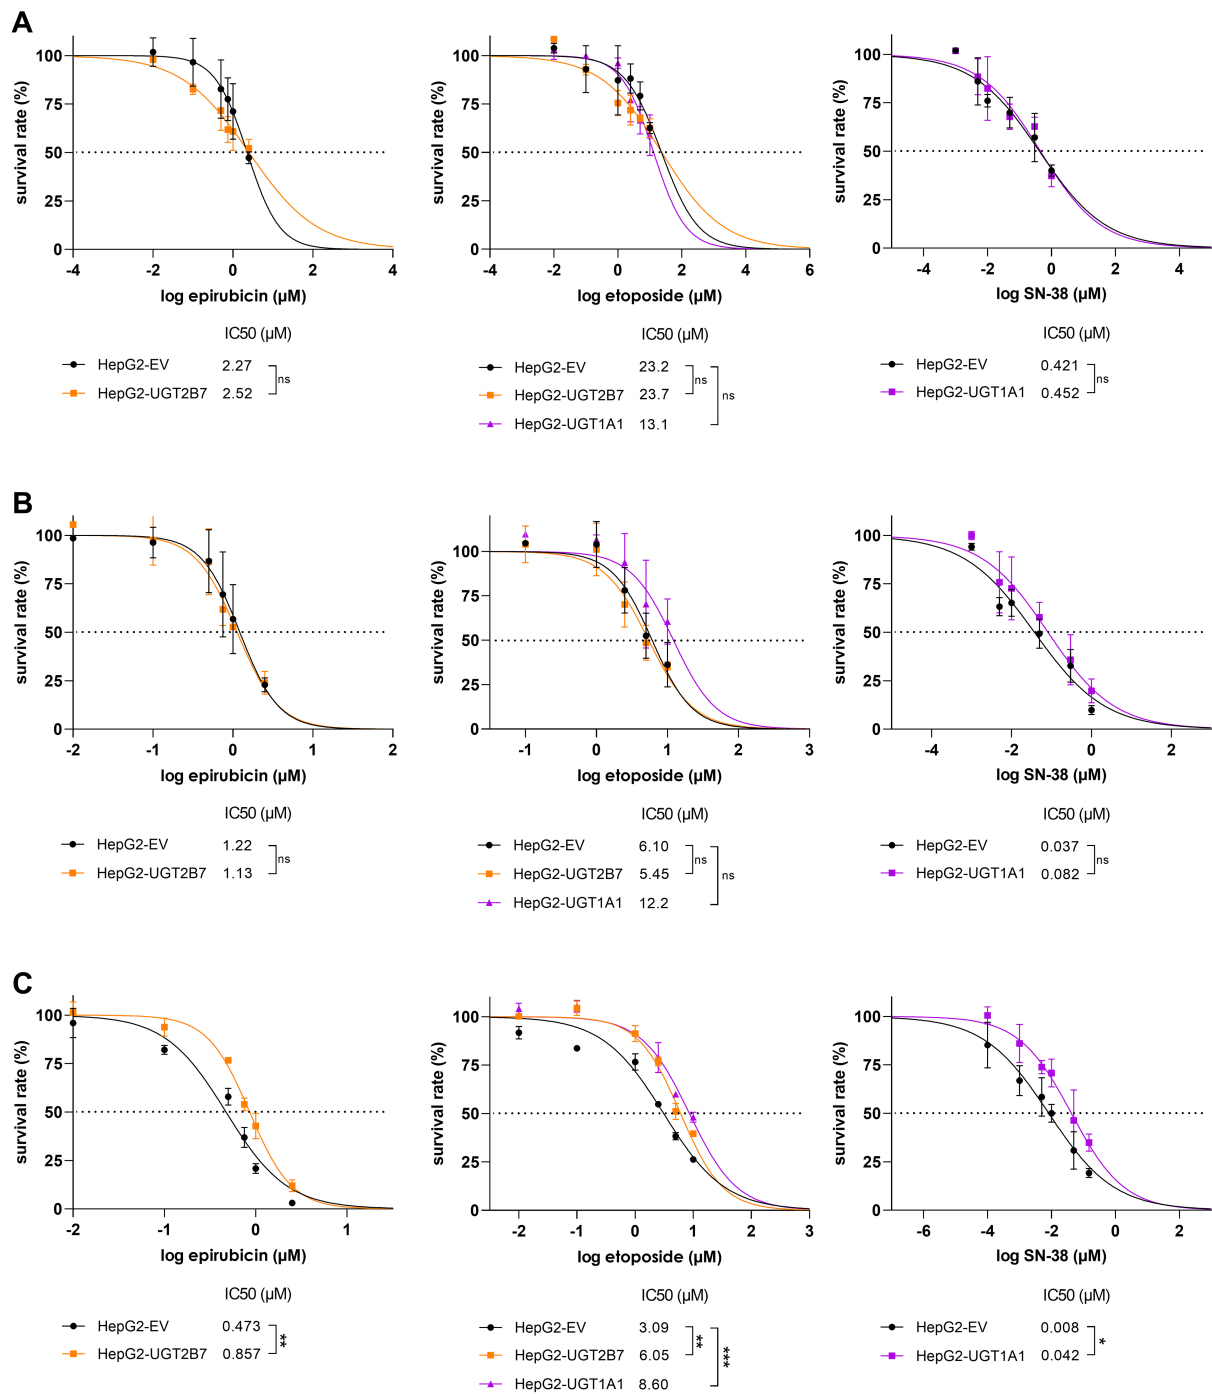 A
survival rate (%)
100
75
50
25
0
-4
-2
0
2
4
log epirubicin (µM)
IC50 (µM)
HepG2-EV 2.27
HepG2-UGT2B7 2.52
ns
survival rate (%)
100
75
50
25
0
-4
-2
0
2
4
6
log etoposide (µM)
IC50 (µM)
HepG2-EV 23.2
HepG2-UGT2B7 23.7
HepG2-UGT1A1 13.1
ns
ns
survival rate (%)
100
75
50
25
0
-4
-2
0
2
4
log SN-38 (µM)
IC50 (µM)
HepG2-EV 0.421
HepG2-UGT1A1 0.452
ns
B
survival rate (%)
100
75
50
25
0
-2
-1
0
1
2
log epirubicin (µM)
IC50 (µM)
HepG2-EV 1.22
HepG2-UGT2B7 1.13
ns
survival rate (%)
100
75
50
25
0
-1
0
1
2
3
log etoposide (µM)
IC50 (µM)
HepG2-EV 6.10
HepG2-UGT2B7 5.45
HepG2-UGT1A1 12.2
ns
ns
survival rate (%)
100
75
50
25
0
-4
-2
0
2
log SN-38 (µM)
IC50 (µM)
HepG2-EV 0.037
HepG2-UGT1A1 0.082
ns
C
survival rate (%)
100
75
50
25
0
-2
-1
0
1
log epirubicin (µM)
IC50 (µM)
HepG2-EV 0.473
HepG2-UGT2B7 0.857
**
survival rate (%)
100
75
50
25
0
-2
-1
0
1
2
3
log etoposide (µM)
IC50 (µM)
HepG2-EV 3.09
HepG2-UGT2B7 6.05
HepG2-UGT1A1 8.60
**
***
survival rate (%)
100
75
50
25
0
-6
-4
-2
0
2
log SN-38 (µM)
IC50 (µM)
HepG2-EV 0.008
HepG2-UGT1A1 0.042
*